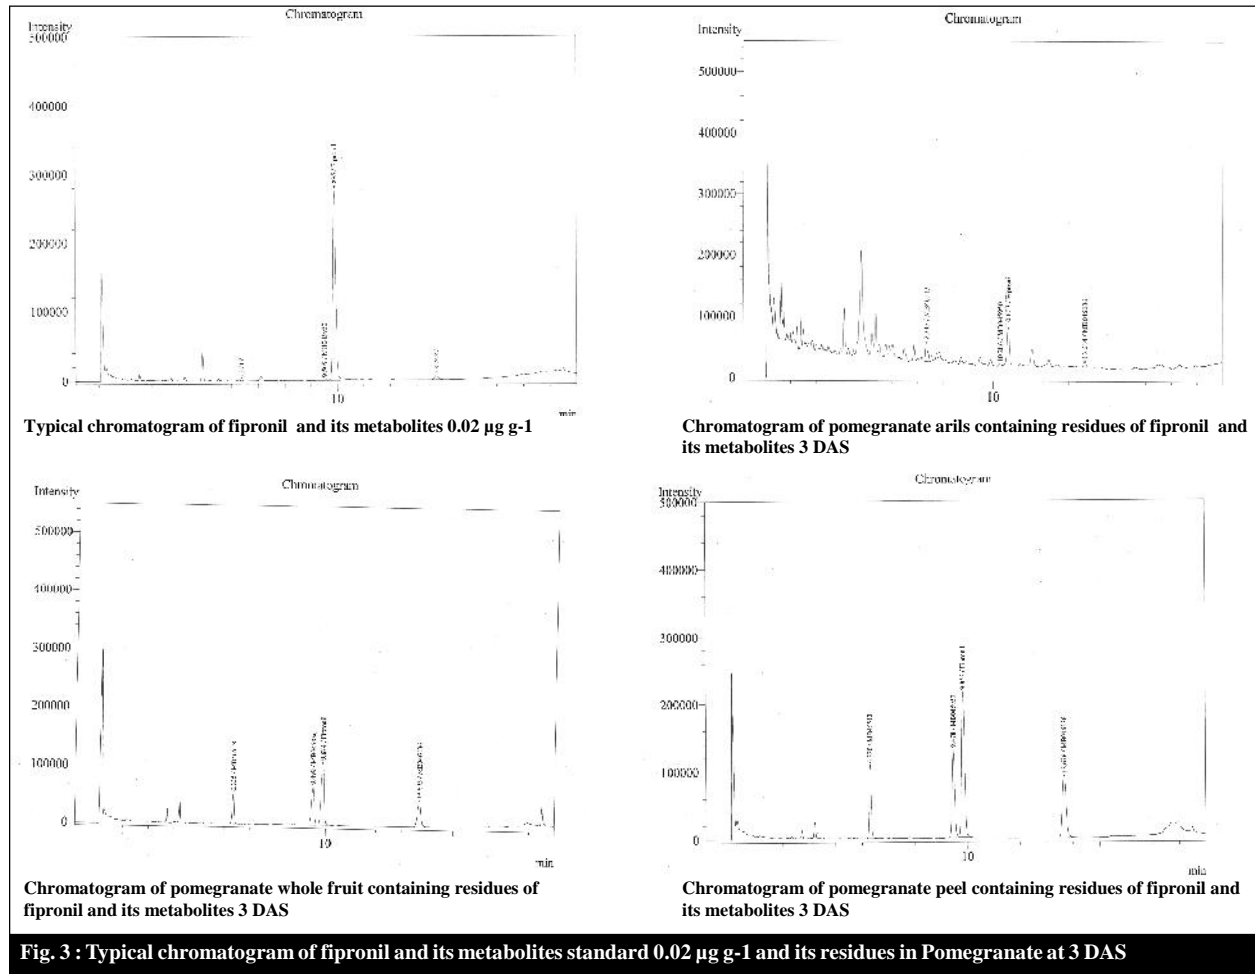 Chromatogram
Intensity
500000
400000
300000
200000
100000
0
10
min
Typical chromatogram of fipronil and its metabolites 0.02 µg g-1
Chromatogram
Intensity
500000
400000
300000
200000
100000
0
10
Chromatogram of pomegranate arils containing residues of fipronil and
its metabolites 3 DAS
Chromatogram
Intensity
500000
400000
300000
200000
100000
0
10
min
Chromatogram of pomegranate whole fruit containing residues of
fipronil and its metabolites 3 DAS
Chromatogram
Intensity
500000
400000
300000
200000
100000
0
10
min
Chromatogram of pomegranate peel containing residues of fipronil and
its metabolites 3 DAS
Fig. 3 : Typical chromatogram of fipronil and its metabolites standard 0.02 µg g-1 and its residues in Pomegranate at 3 DAS